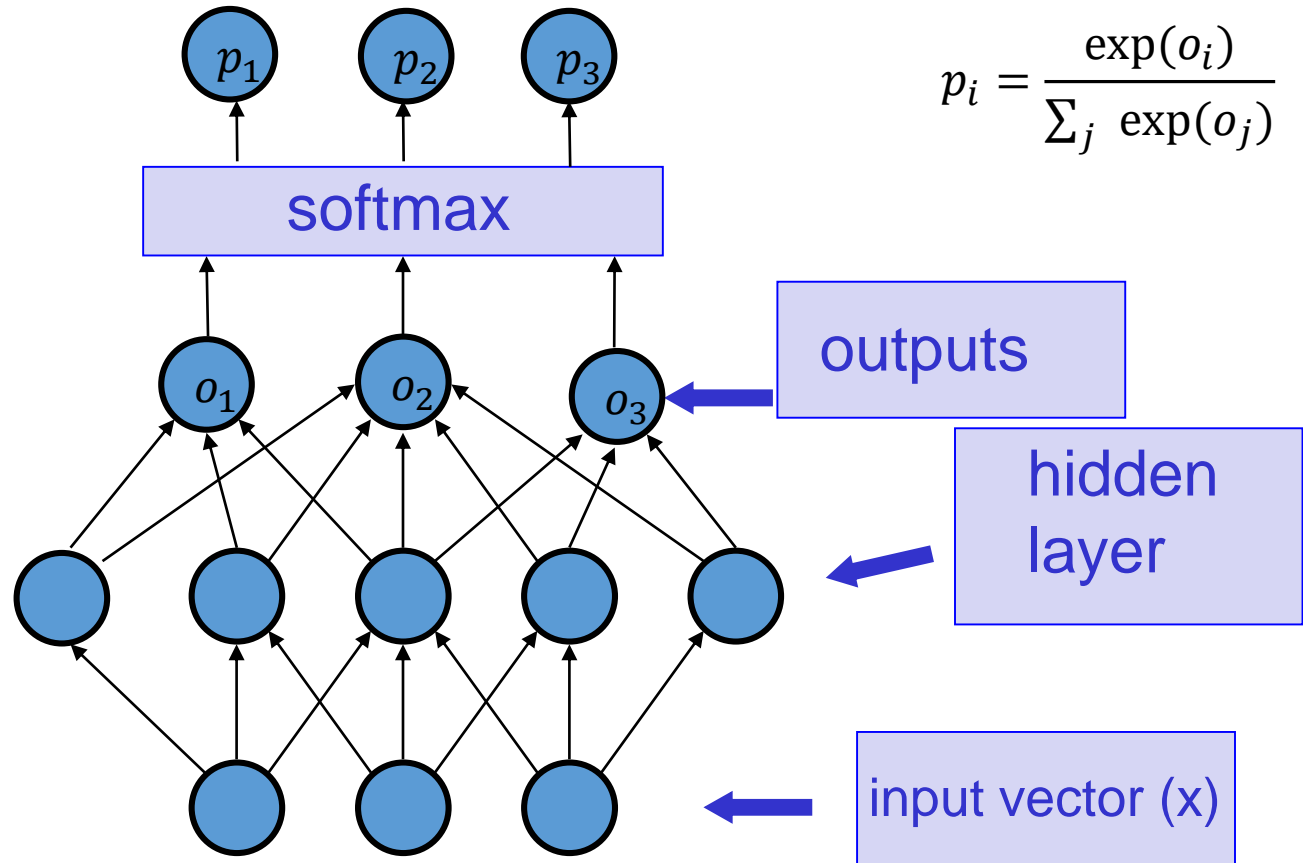 p₁ p₂ p₃
pᵢ = exp(oᵢ) / ∑ⱼ exp(oⱼ)
softmax
outputs
o₁ o₂ o₃
hidden
layer
input vector (x)